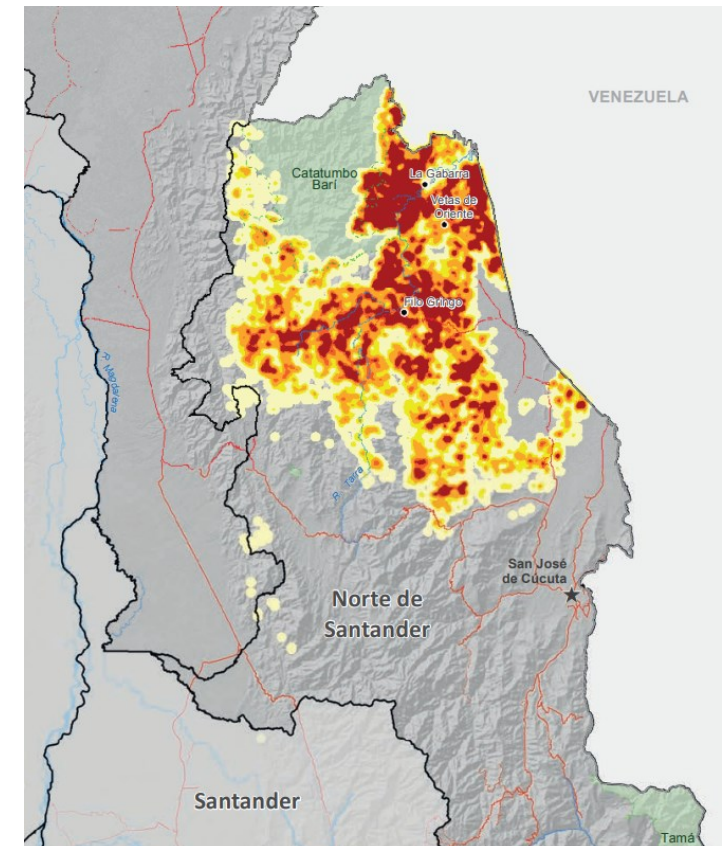 VENEZUELA
Catatumbo
Barí
La Gabarra
Vetas de
Oriente
Filo Gringo
R. Magdalena
R. Tarra
San José
de Cúcuta
Norte de
Santander
Santander
Tamá